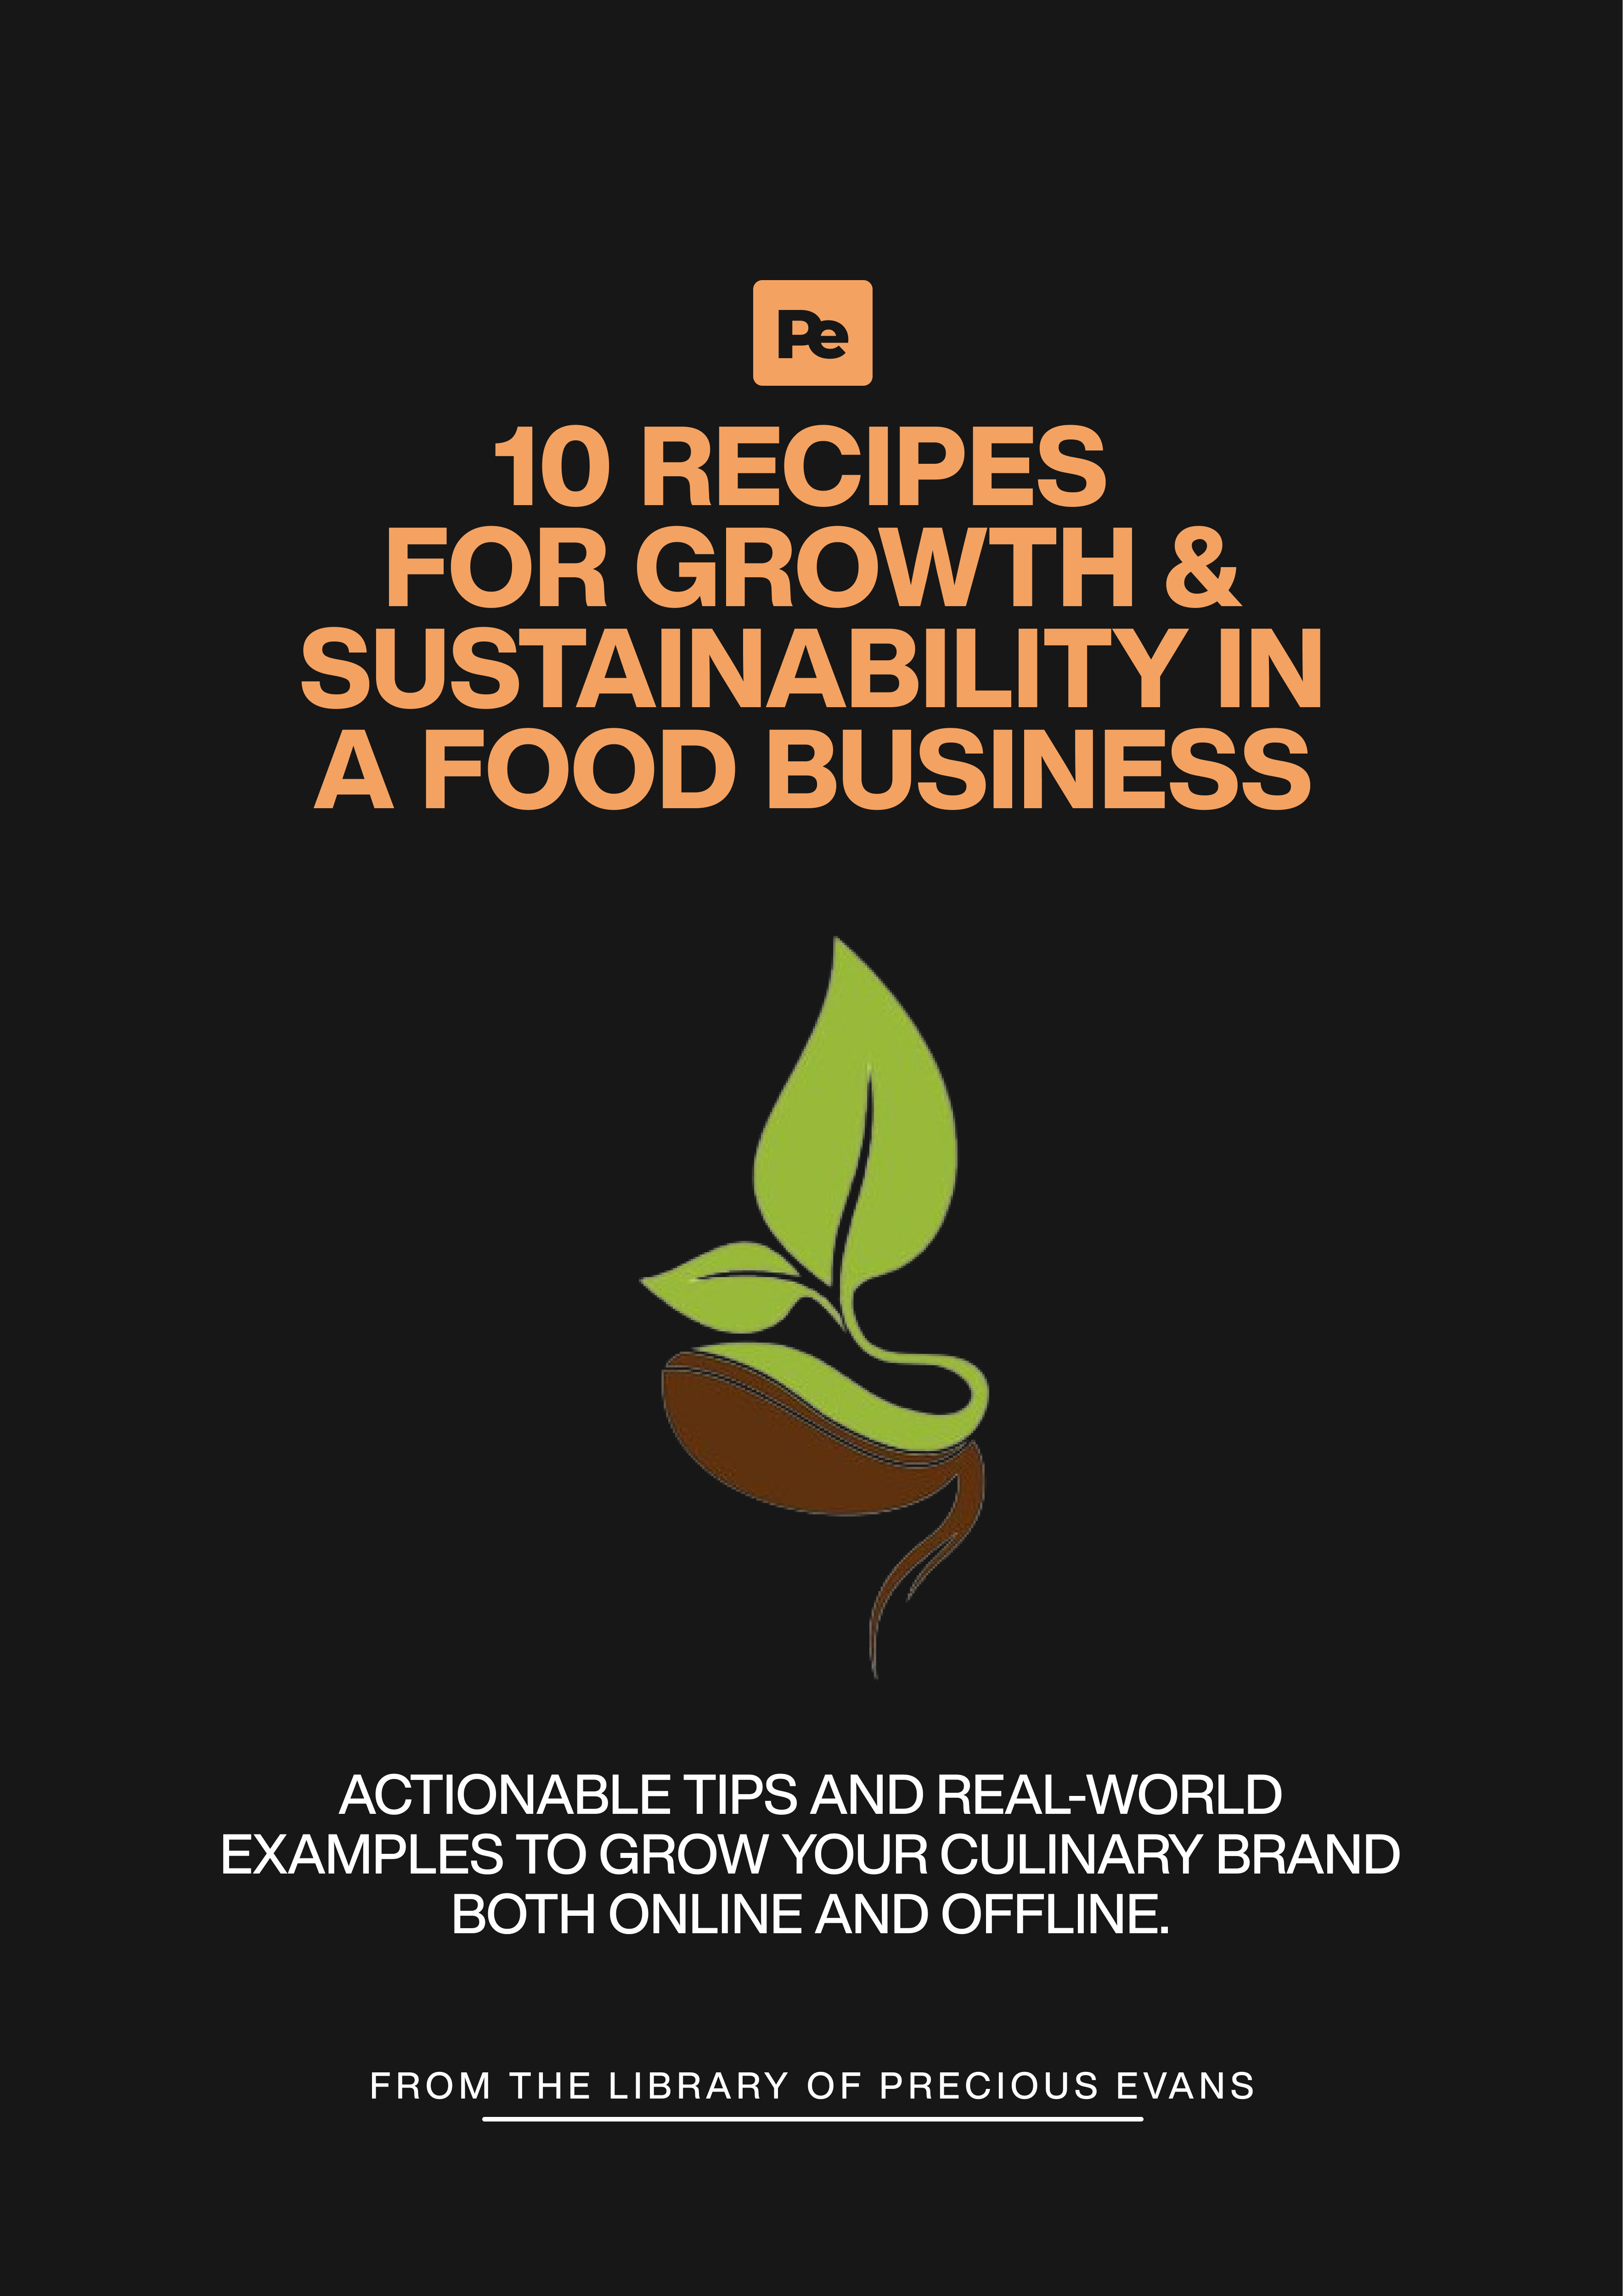 Pe
10 RECIPES
FOR GROWTH &
SUSTAINABILITY IN
A FOOD BUSINESS
ACTIONABLE TIPS AND REAL-WORLD
EXAMPLES TO GROW YOUR CULINARY BRAND
BOTH ONLINE AND OFFLINE.
FROM THE LIBRARY OF PRECIOUS EVANS